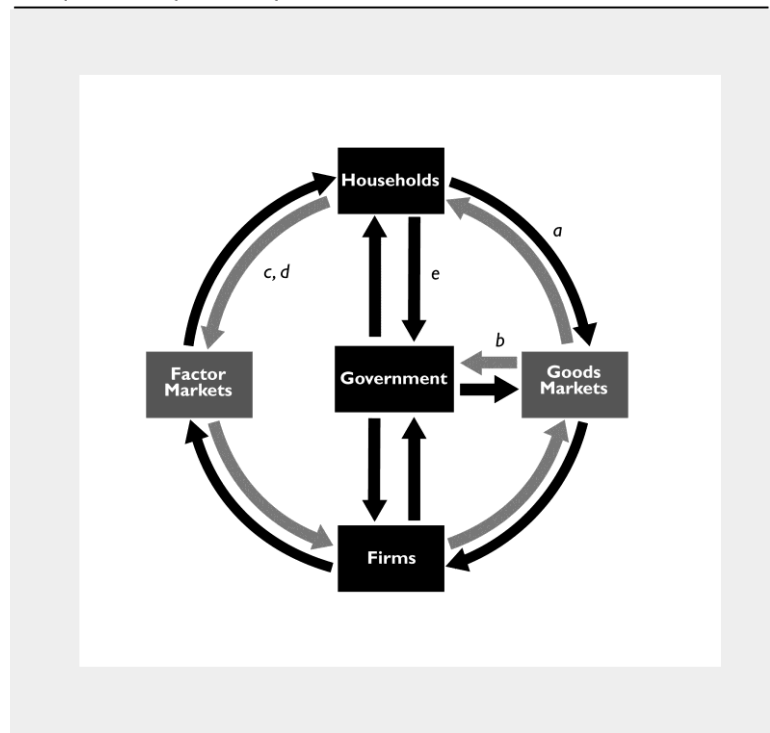 Households
a
c, d
e
b
Factor
Markets
Government
Goods
Markets
Firms